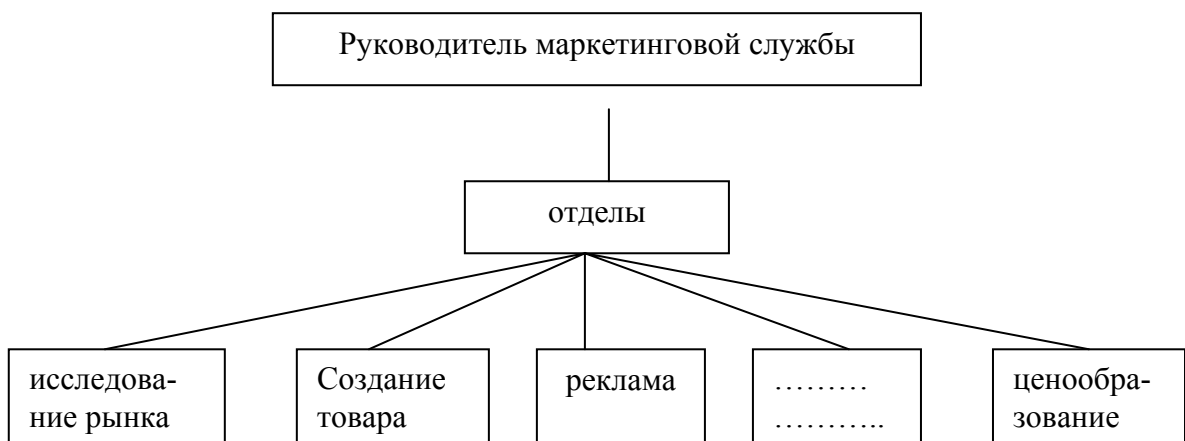 Руководитель маркетинговой службы
отделы
исследова-
ние рынка
Создание
товара
реклама
………
………..
ценообра-
зование